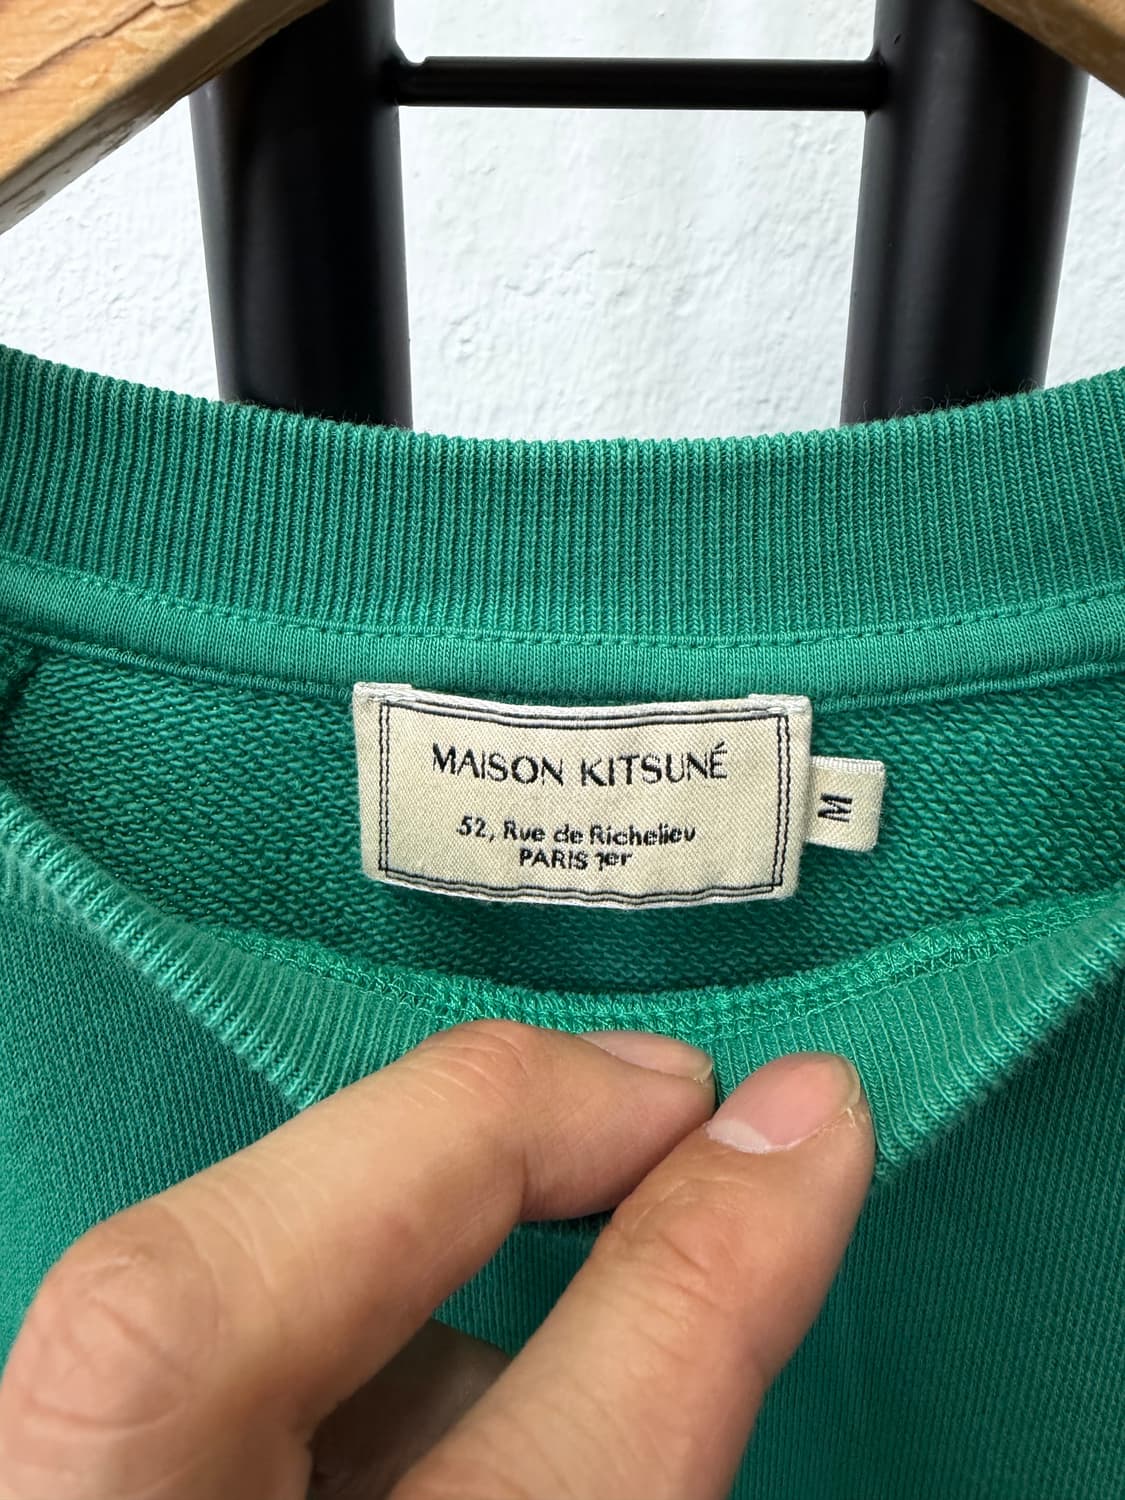 MAISON KITSUNÉ
52, Rue de Richelieu
PARIS 1er
M